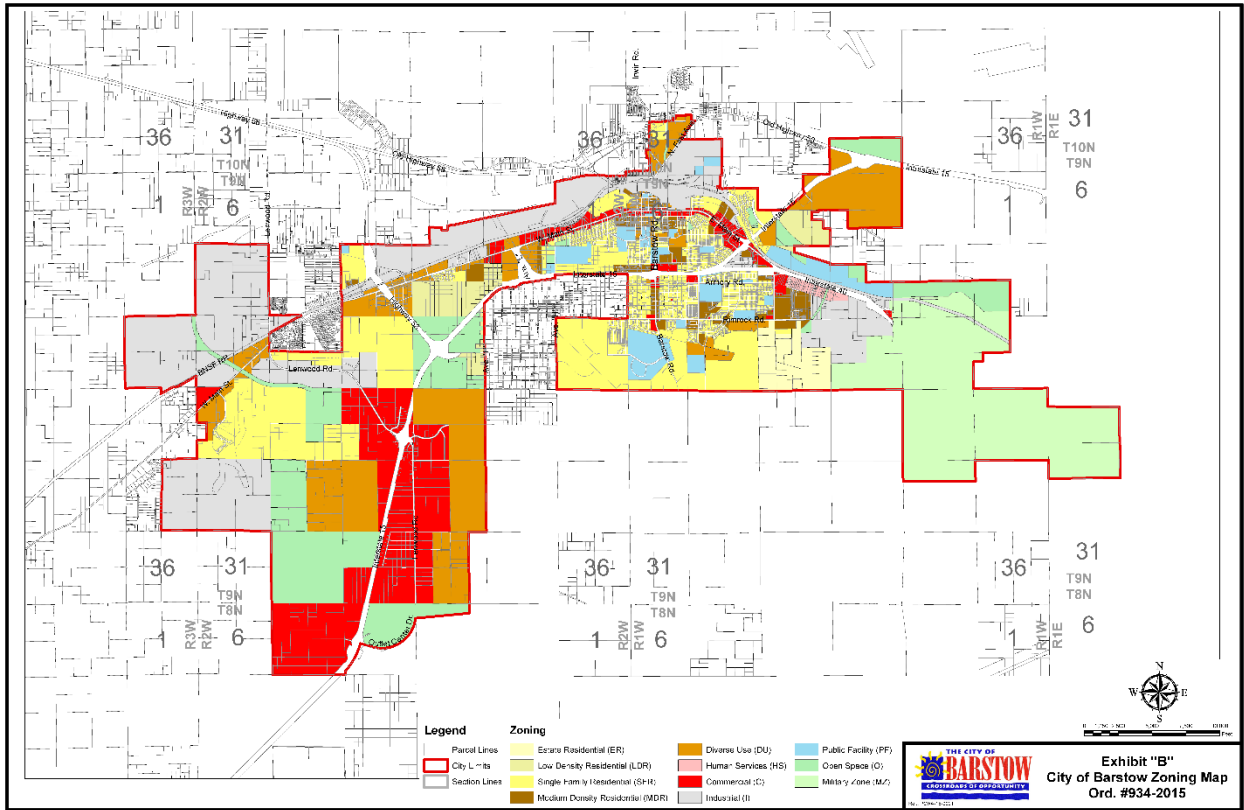 Irwin Rd.
Highway 58
Old Highway 58
Old Highway 58
Interstate 15
36
31
T10N
T9N
R3W
R2W
1
6
Lenwood Rd
36
31
T9N
36
31
R1W
R1E
T10N
T9N
1
6
Barstow Rd.
Interstate 15
Armory Rd.
Interstate 40
Rimrock Rd.
Barstow Rd.
BNSF RR
Lenwood Rd
Interstate 15
Outlet Center Dr.
36
31
T9N
T8N
R3W
R2W
1
6
36
31
T9N
T8N
R2W
R1W
1
6
36
31
T9N
T8N
R1W
R1E
1
6
N
W E
S
Feet
Legend
Zoning
Parcel Lines
City Limits
Section Lines
Estate Residential (ER)
Low Density Residential (LDR)
Single Family Residential (SFR)
Medium Density Residential (MDR)
Diverse Use (DU)
Human Services (HS)
Commercial (C)
Industrial (I)
Public Facility (PF)
Open Space (O)
Military Zone (MZ)
THE CITY OF
BARSTOW
CROSSROADS OF OPPORTUNITY
Exhibit "B"
City of Barstow Zoning Map
Ord. #934-2015